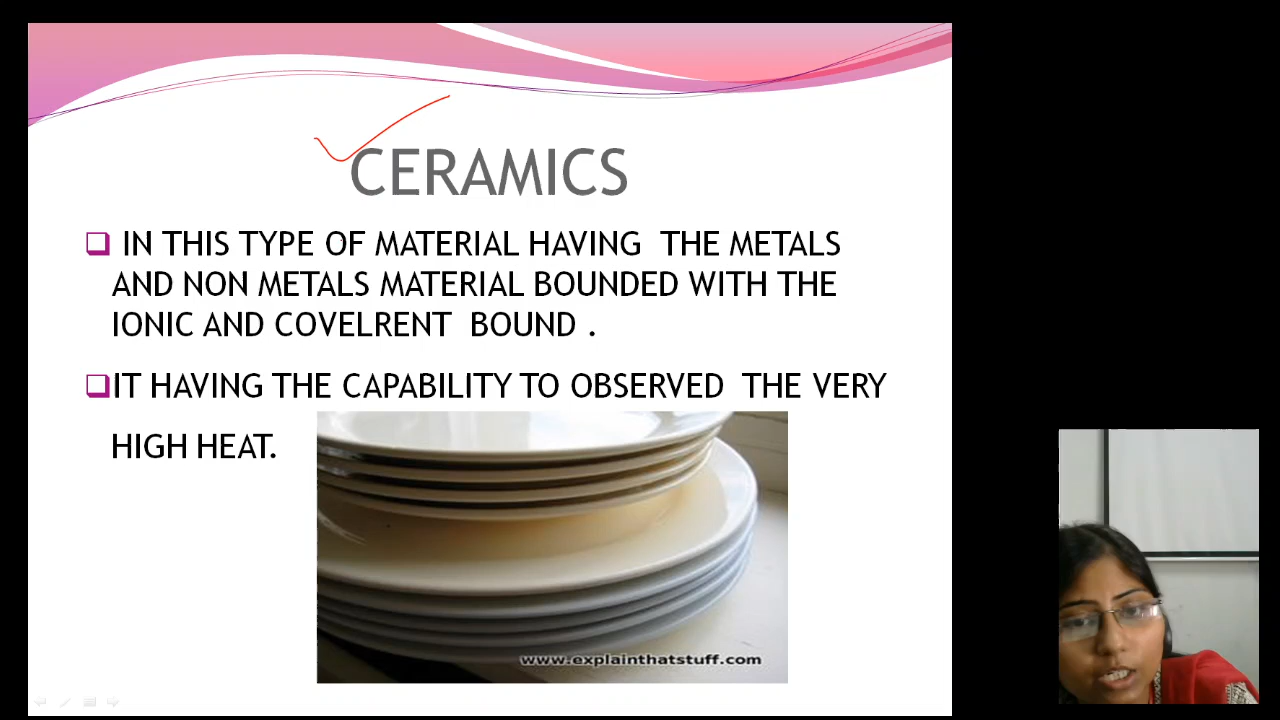 CERAMICS
IN THIS TYPE OF MATERIAL HAVING THE METALS
AND NON METALS MATERIAL BOUNDED WITH THE
IONIC AND COVELRENT BOUND .
IT HAVING THE CAPABILITY TO OBSERVED THE VERY
HIGH HEAT.
www.explainthatstuff.com